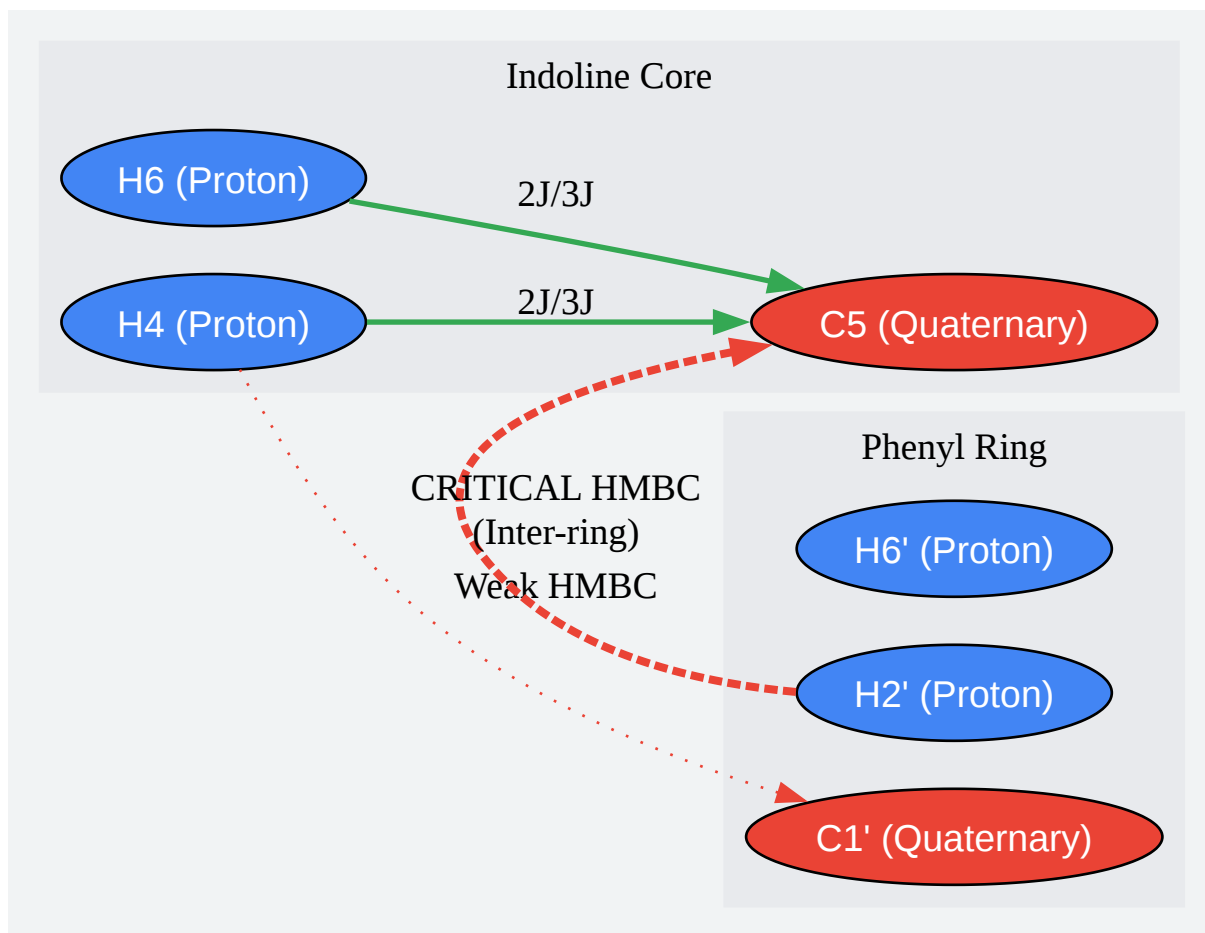 Indoline Core
H6 (Proton)
2J/3J
H4 (Proton)
2J/3J
C5 (Quaternary)
Phenyl Ring
CRITICAL HMBC
(Inter-ring)
Weak HMBC
H6' (Proton)
H2' (Proton)
C1' (Quaternary)